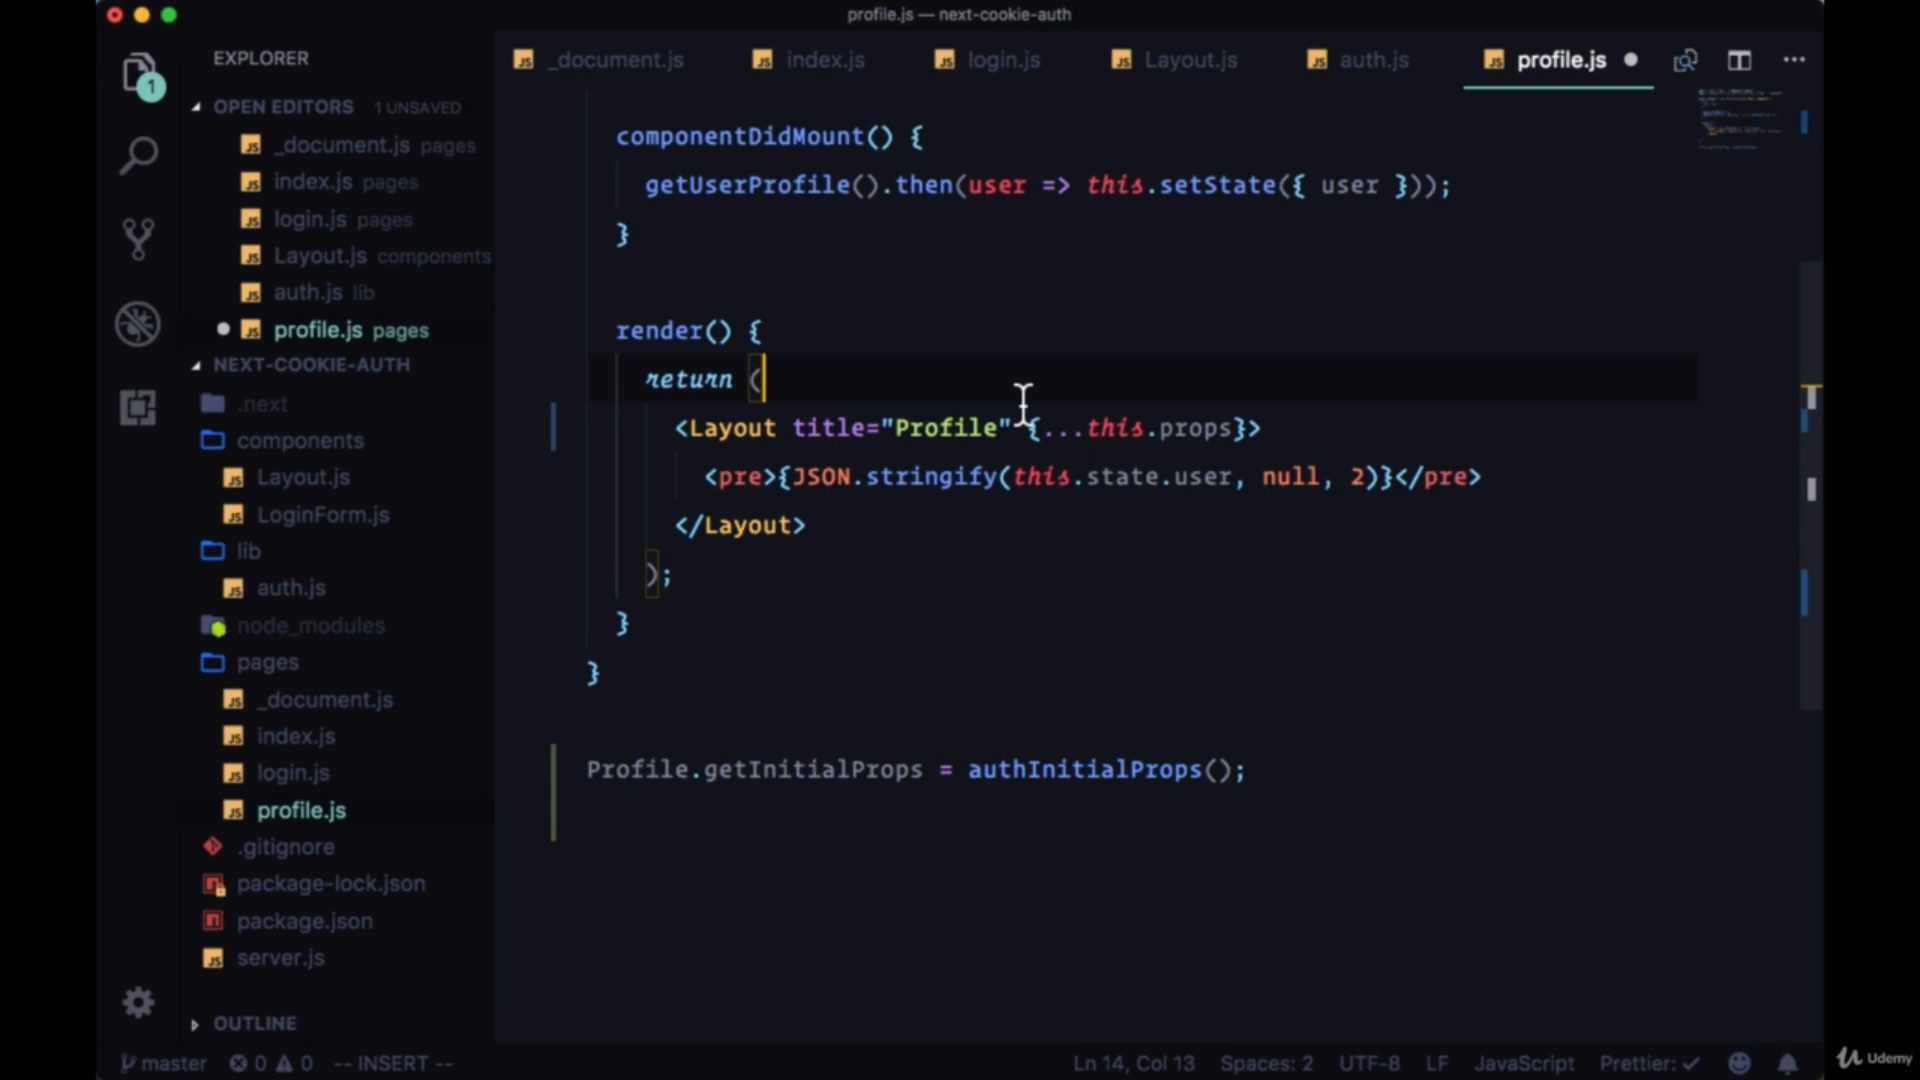 profile.js — next-cookie-auth
EXPLORER
_document.js
index.js
login.js
Layout.js
auth.js
profile.js
OPEN EDITORS 1 UNSAVED
_document.js pages
index.js pages
login.js pages
Layout.js components
auth.js lib
profile.js pages
NEXT-COOKIE-AUTH
.next
components
Layout.js
LoginForm.js
lib
auth.js
node_modules
pages
_document.js
index.js
login.js
profile.js
.gitignore
package-lock.json
package.json
server.js
OUTLINE
1
componentDidMount() {
getUserProfile().then(user => this.setState({ user }));
}
render() {
return (
<Layout title="Profile" {...this.props}>
<pre>{JSON.stringify(this.state.user, null, 2)}</pre>
</Layout>
);
}
}
Profile.getInitialProps = authInitialProps();
master 0 0 -- INSERT --
Ln 14, Col 13 Spaces: 2 UTF-8 LF JavaScript Prettier: ✓
Udemy